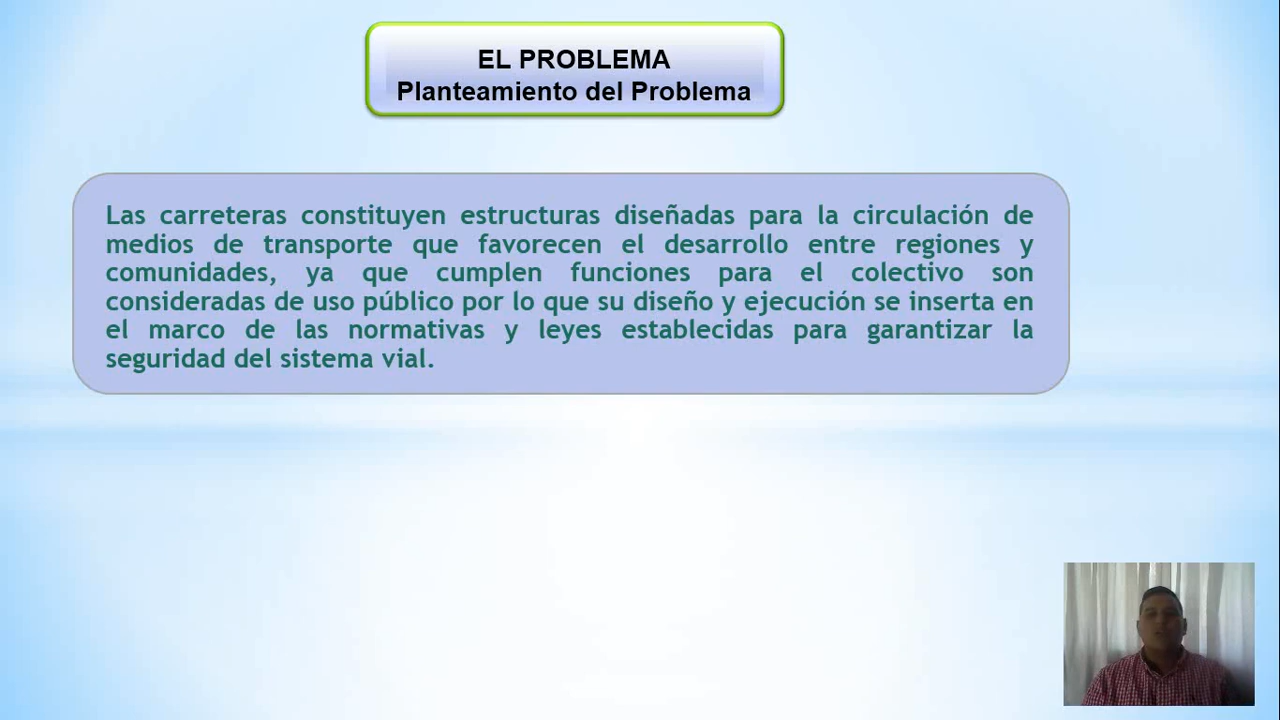 EL PROBLEMA
Planteamiento del Problema
Las carreteras constituyen estructuras diseñadas para la circulación de
medios de transporte que favorecen el desarrollo entre regiones y
comunidades, ya que cumplen funciones para el colectivo son
consideradas de uso público por lo que su diseño y ejecución se inserta en
el marco de las normativas y leyes establecidas para garantizar la
seguridad del sistema vial.